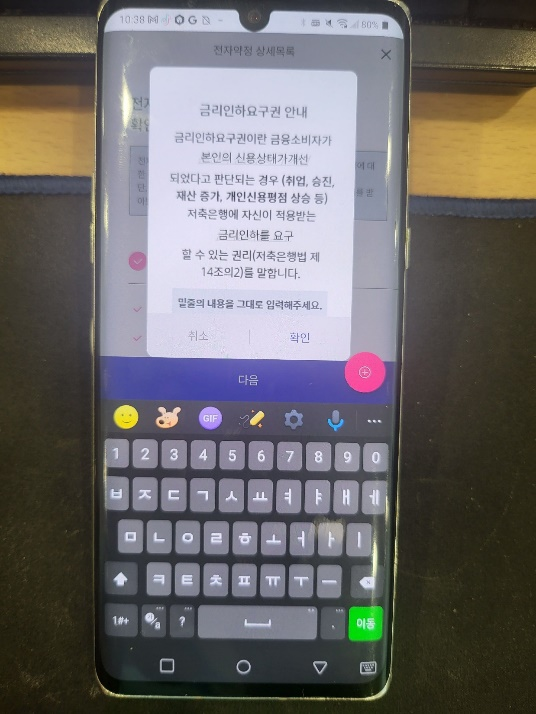 10:38
80%
전자약정 상세목록
금리인하요구권 안내
금리인하요구권이란 금융소비자가
본인의 신용상태가개선
되었다고 판단되는 경우 (취업, 승진,
재산 증가, 개인신용평점 상승 등)
저축은행에 자신이 적용받는
금리인하를 요구
할 수 있는 권리(저축은행법 제
14조의2)를 말합니다.
밑줄의 내용을 그대로 입력해주세요.
취소 확인
다음
GIF
1 2 3 4 5 6 7 8 9 0
ㅂ ㅈ ㄷ ㄱ ㅅ ㅛ ㅕ ㅑ ㅐ ㅔ
ㅁ ㄴ ㅇ ㄹ ㅎ ㅗ ㅓ ㅏ ㅣ
ㅋ ㅌ ㅊ ㅍ ㅠ ㅜ ㅡ
1#+ ? . 이동